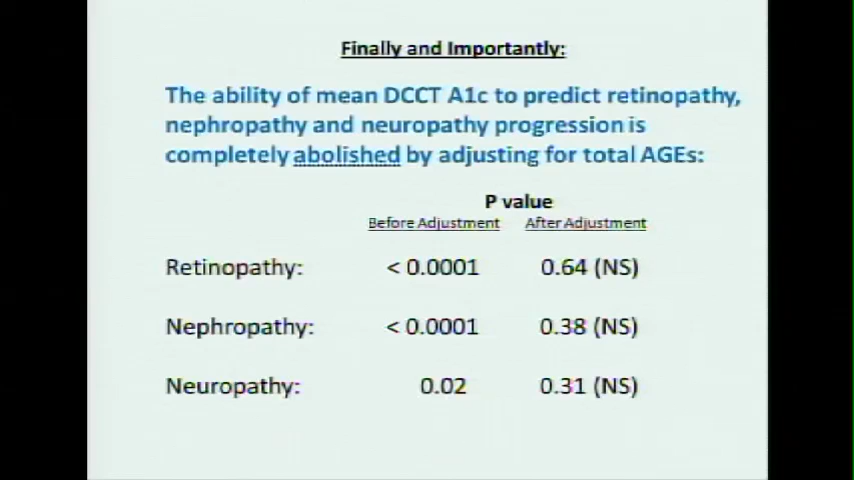 Finally and Importantly:
The ability of mean DCCT A1c to predict retinopathy,
nephropathy and neuropathy progression is
completely abolished by adjusting for total AGEs:
P value
Before Adjustment After Adjustment
Retinopathy: < 0.0001 0.64 (NS)
Nephropathy: < 0.0001 0.38 (NS)
Neuropathy: 0.02 0.31 (NS)